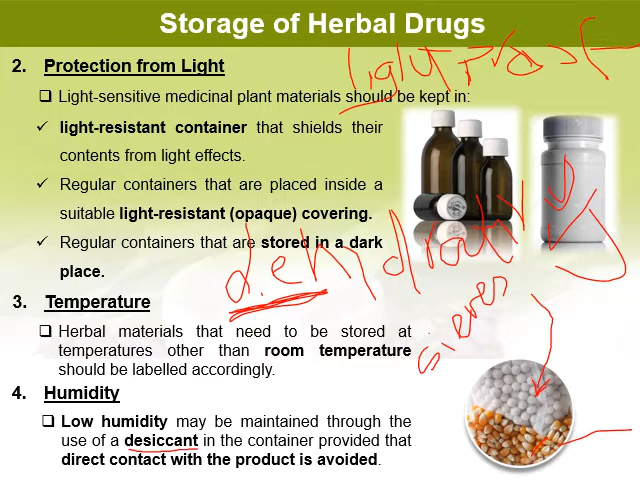 Storage of Herbal Drugs
2. Protection from Light
Light proof
❑ Light-sensitive medicinal plant materials should be kept in:
✓ light-resistant container that shields their
contents from light effects.
✓ Regular containers that are placed inside a
suitable light-resistant (opaque) covering.
✓ Regular containers that are stored in a dark
place.
dehydrating
3. Temperature
❑ Herbal materials that need to be stored at
temperatures other than room temperature
should be labelled accordingly.
4. Humidity
❑ Low humidity may be maintained through the
use of a desiccant in the container provided that
direct contact with the product is avoided.